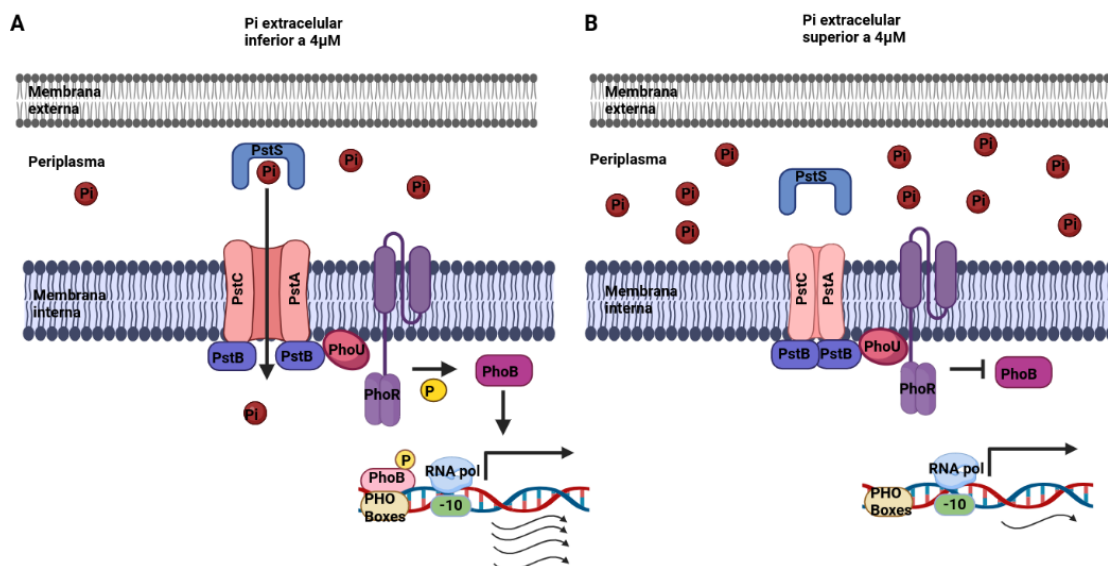 A
Pi extracelular
inferior a 4μM
Membrana
externa
Periplasma
PstS
Pi
Pi
Pi
Pi
PstC
PstA
Membrana
interna
PstB
PstB
PhoU
PhoR
P
PhoB
Pi
P
PhoB
RNA pol
PHO
Boxes
-10
B
Pi extracelular
superior a 4μM
Membrana
externa
Periplasma
Pi
Pi
Pi
Pi
Pi
Pi
Pi
Pi
Pi
Pi
PstS
PstC
PstA
Membrana
interna
PstB
PstB
PhoU
PhoR
PhoB
RNA pol
PHO
Boxes
-10